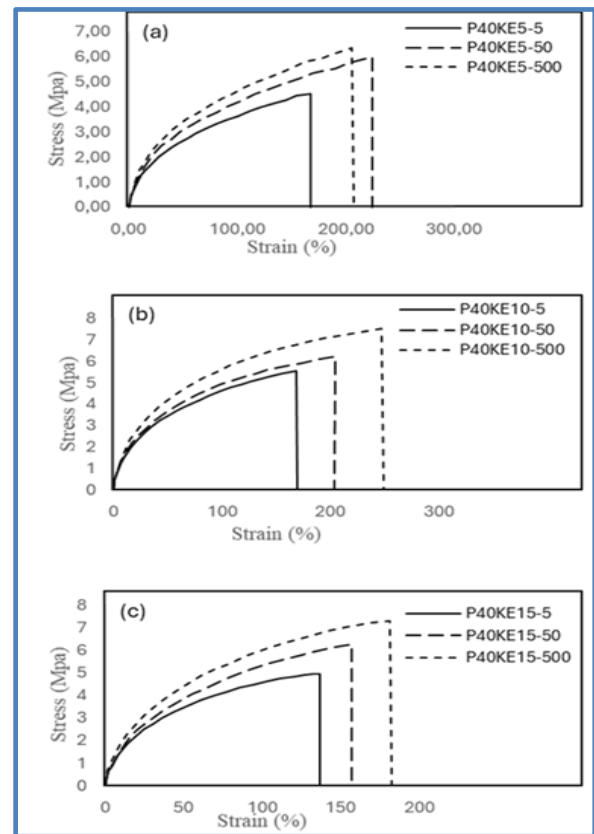 (a)
P40KE5-5
P40KE5-50
P40KE5-500
Stress (Mpa)
7,00
6,00
5,00
4,00
3,00
2,00
1,00
0,00
0,00 100,00 200,00 300,00
Strain (%)
(b)
P40KE10-5
P40KE10-50
P40KE10-500
Stress (Mpa)
8
7
6
5
4
3
2
1
0
0 100 200 300
Strain (%)
(c)
P40KE15-5
P40KE15-50
P40KE15-500
Stress (Mpa)
8
7
6
5
4
3
2
1
0
0 50 100 150 200
Strain (%)